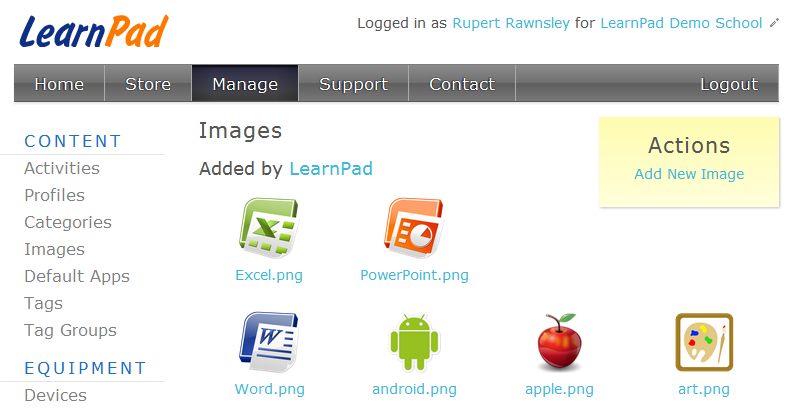 LearnPad
Logged in as Rupert Rawnsley for LearnPad Demo School
Home Store Manage Support Contact Logout
CONTENT
Activities
Profiles
Categories
Images
Default Apps
Tags
Tag Groups
EQUIPMENT
Devices
Images
Added by LearnPad
Excel.png PowerPoint.png
Word.png android.png apple.png art.png
Actions
Add New Image